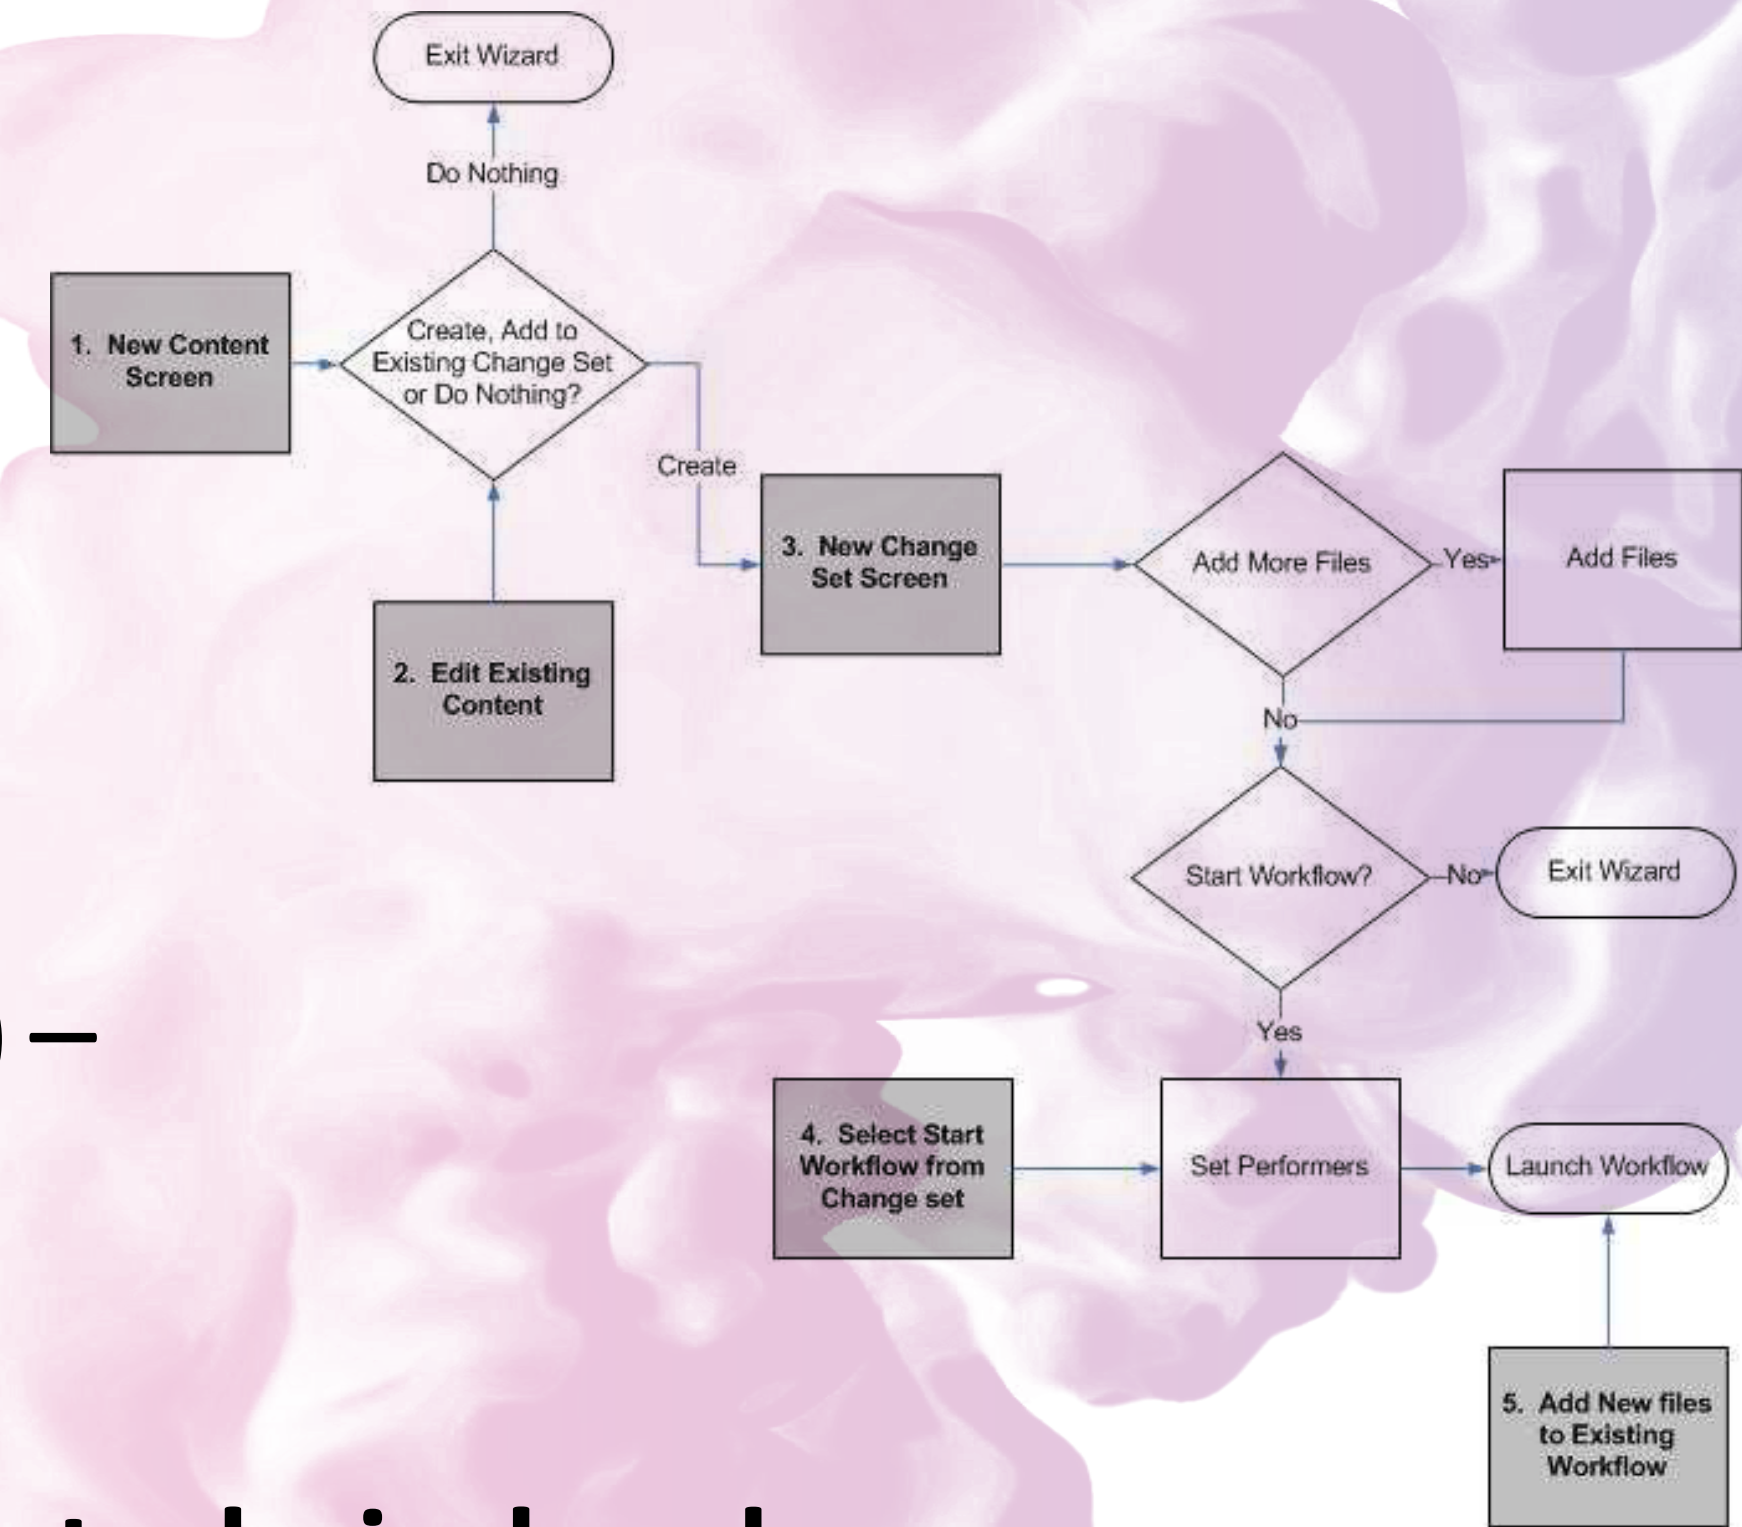 Exit Wizard
Do Nothing
1. New Content
Screen
Create, Add to
Existing Change Set
or Do Nothing?
Create
2. Edit Existing
Content
3. New Change
Set Screen
Add More Files
Yes
Add Files
No
Start Workflow?
No
Exit Wizard
Yes
4. Select Start
Workflow from
Change set
Set Performers
Launch Workflow
5. Add New files
to Existing
Workflow
–